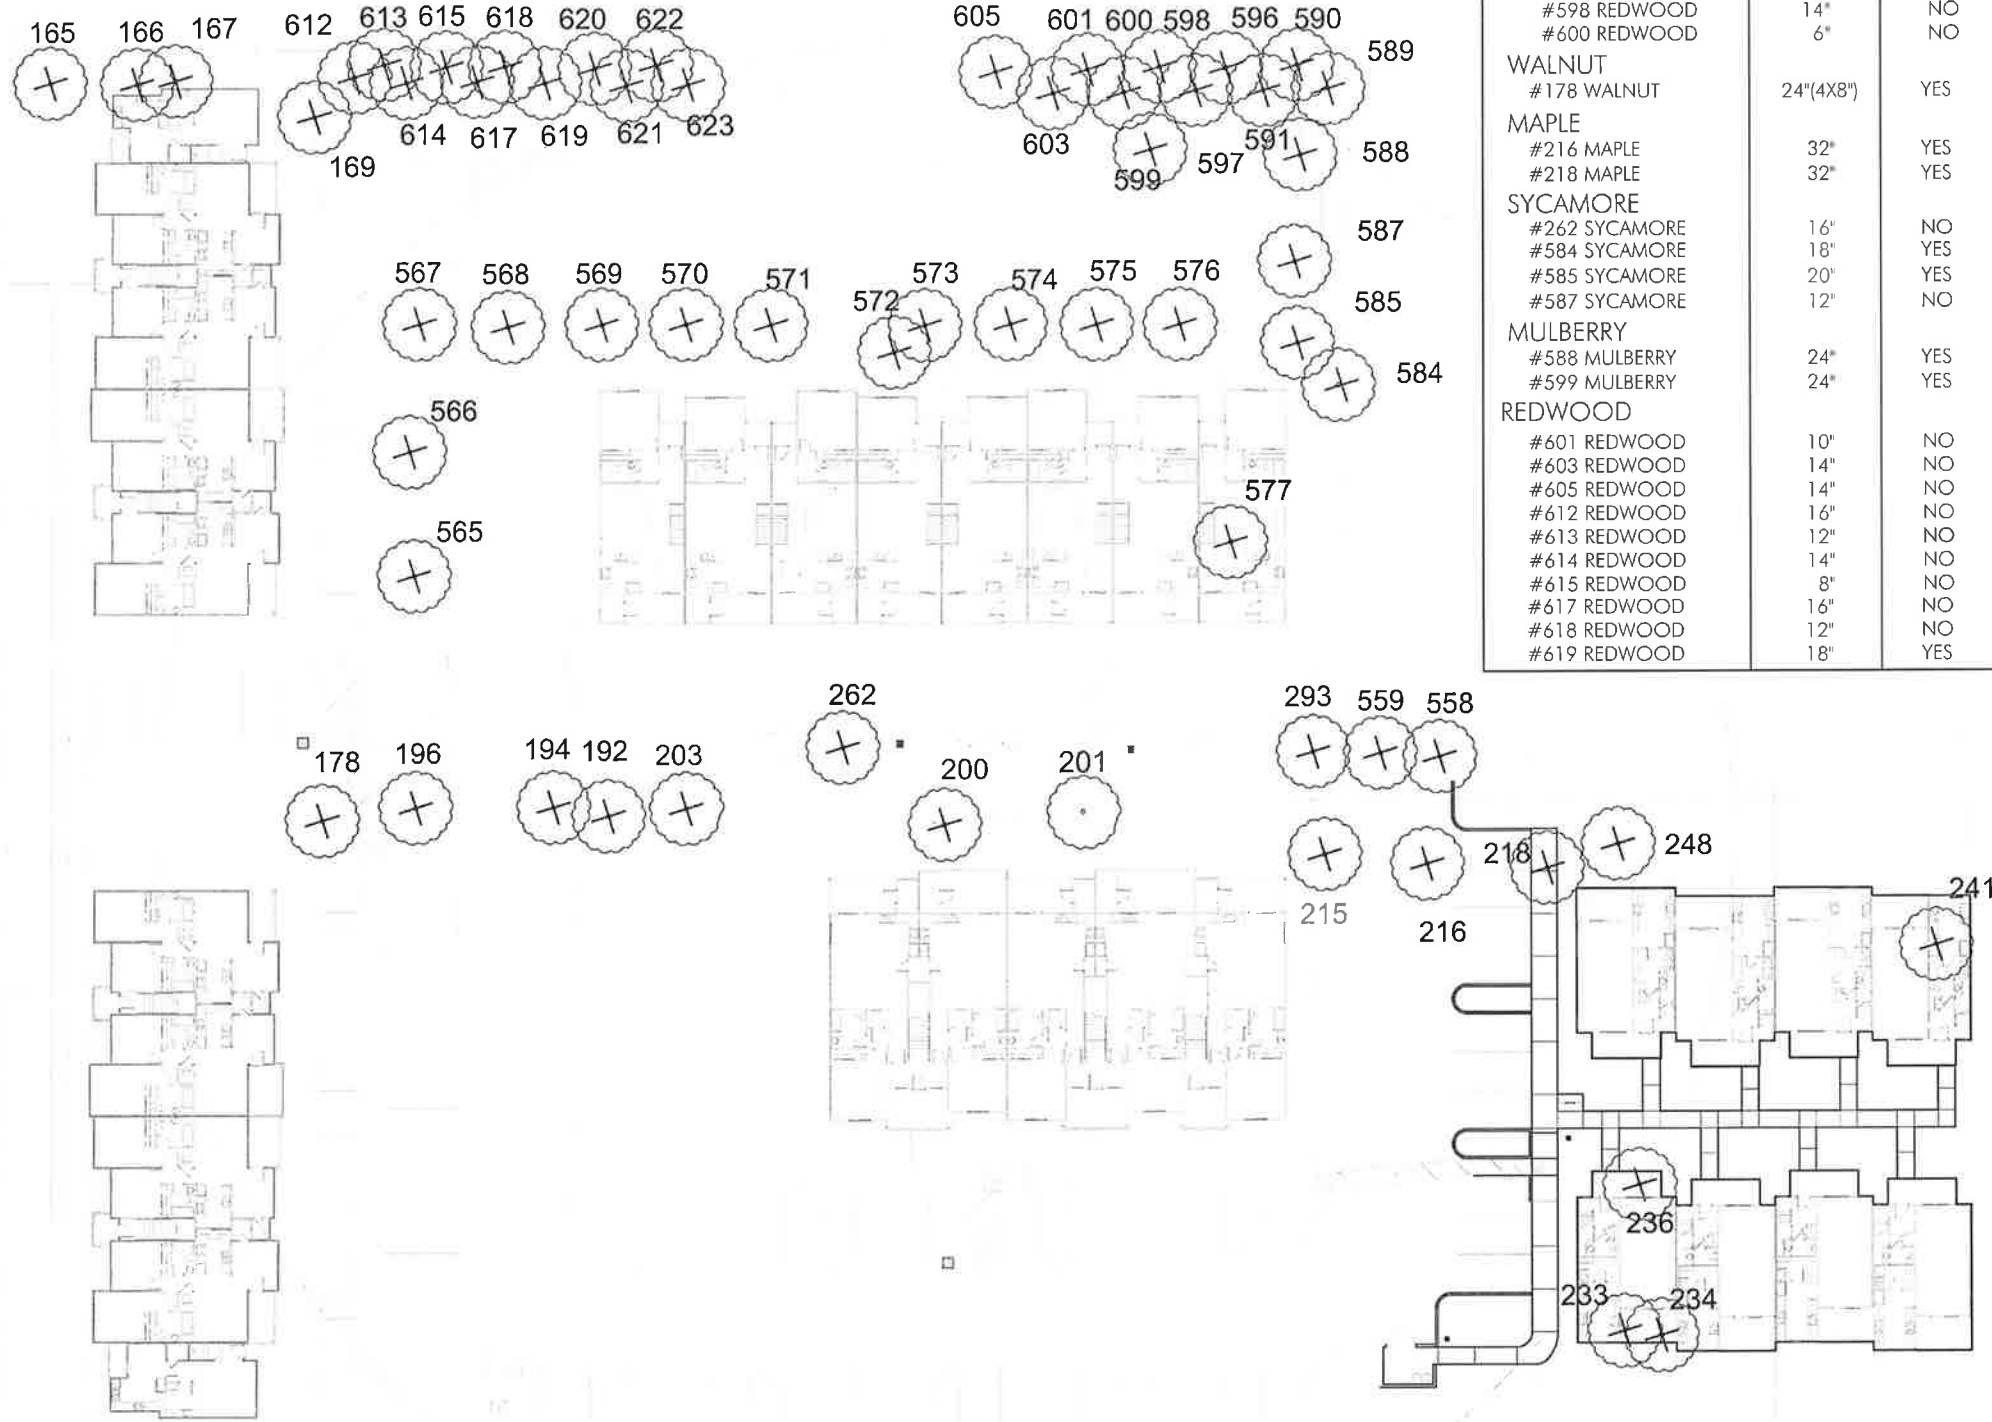 165
166
167
612
613
615
618
620
622
605
601
600
598
596
590
589
614
617
619
621
623
169
603
599
597
591
588
587
567
568
569
570
571
572
573
574
575
576
585
584
566
565
577
262
293
559
558
178
196
194
192
203
200
201
218
248
215
216
241
236
233
234
#598 REDWOOD 14" NO
#600 REDWOOD 6" NO
WALNUT
#178 WALNUT 24"(4X8") YES
MAPLE
#216 MAPLE 32" YES
#218 MAPLE 32" YES
SYCAMORE
#262 SYCAMORE 16" NO
#584 SYCAMORE 18" YES
#585 SYCAMORE 20" YES
#587 SYCAMORE 12" NO
MULBERRY
#588 MULBERRY 24" YES
#599 MULBERRY 24" YES
REDWOOD
#601 REDWOOD 10" NO
#603 REDWOOD 14" NO
#605 REDWOOD 14" NO
#612 REDWOOD 16" NO
#613 REDWOOD 12" NO
#614 REDWOOD 14" NO
#615 REDWOOD 8" NO
#617 REDWOOD 16" NO
#618 REDWOOD 12" NO
#619 REDWOOD 18" YES